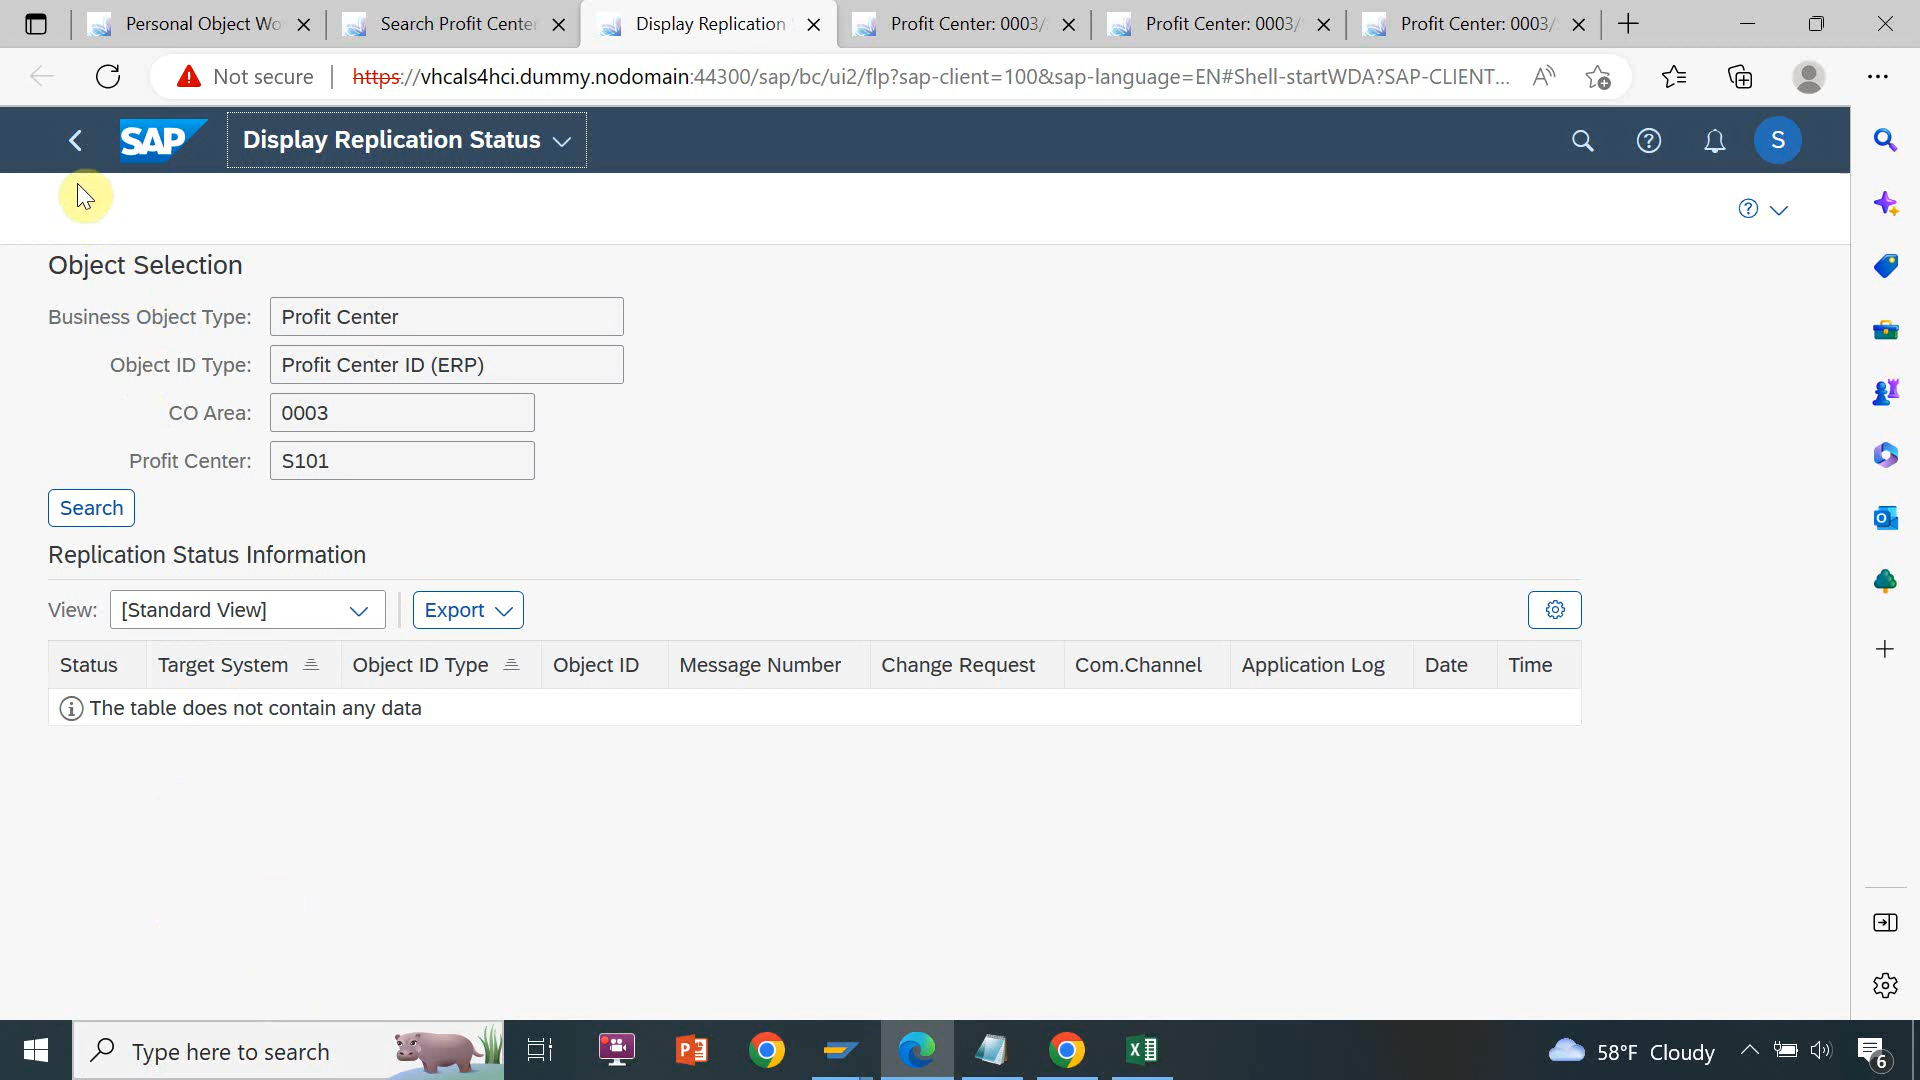 Personal Object Wo
Search Profit Center
Display Replication
Profit Center: 0003/
Profit Center: 0003/
Profit Center: 0003/
Not secure
https://vhcals4hci.dummy.nodomain:44300/sap/bc/ui2/flp?sap-client=100&sap-language=EN#Shell-startWDA?SAP-CLIENT...
SAP
Display Replication Status
S
Object Selection
Business Object Type: Profit Center
Object ID Type: Profit Center ID (ERP)
CO Area: 0003
Profit Center: S101
Search
Replication Status Information
View: [Standard View] Export
Status Target System Object ID Type Object ID Message Number Change Request Com.Channel Application Log Date Time
The table does not contain any data
Type here to search
58°F Cloudy
6